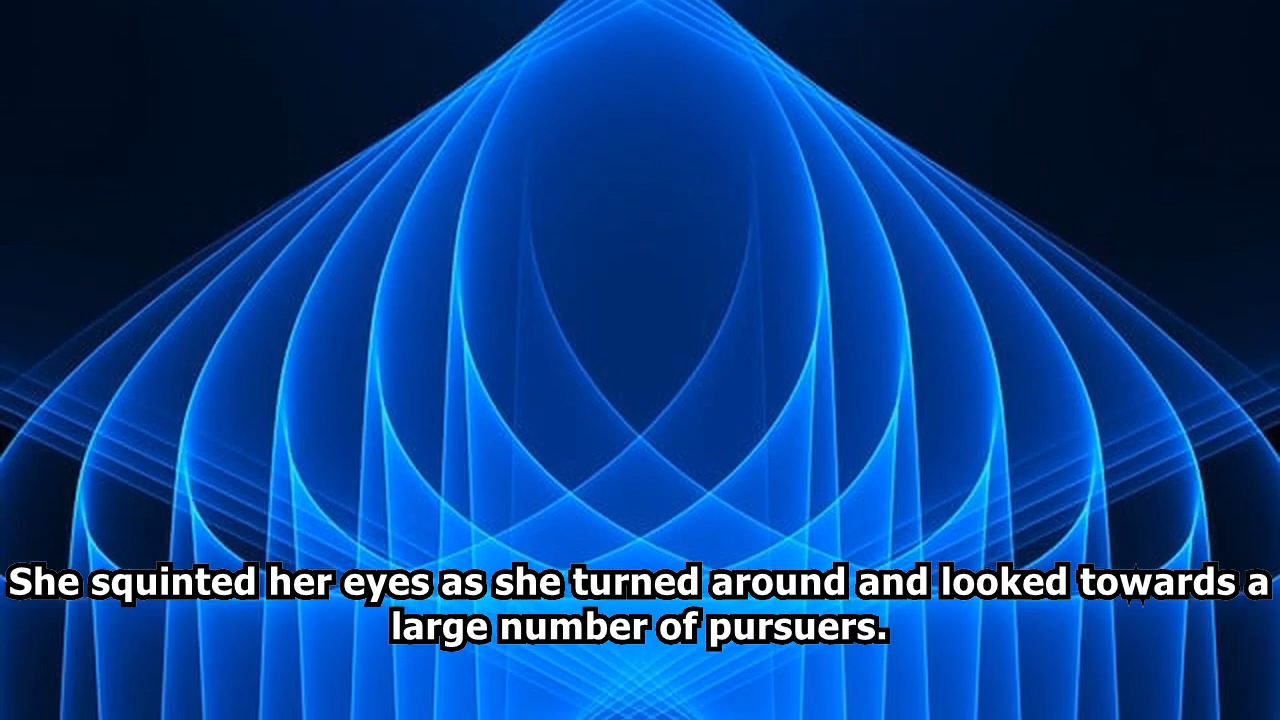 She squinted her eyes as she turned around and looked towards a
large number of pursuers.